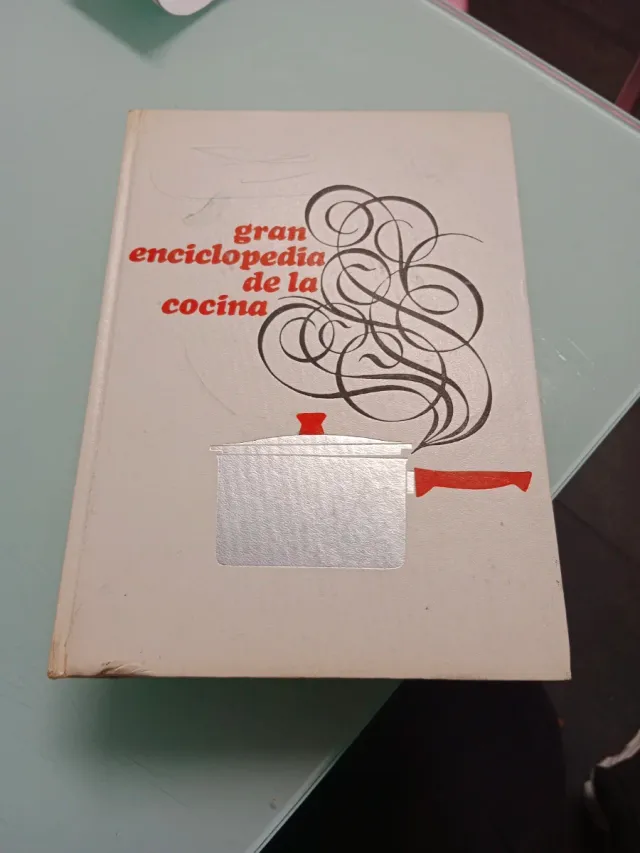 gran
enciclopedia
de la
cocina